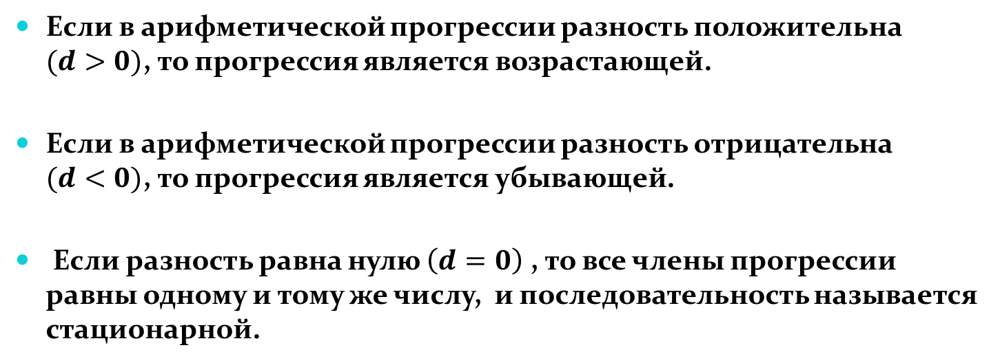 • Если в арифметической прогрессии разность положительна
(d > 0), то прогрессия является возрастающей.
• Если в арифметической прогрессии разность отрицательна
(d < 0), то прогрессия является убывающей.
• Если разность равна нулю (d = 0) , то все члены прогрессии
равны одному и тому же числу, и последовательность называется
стационарной.